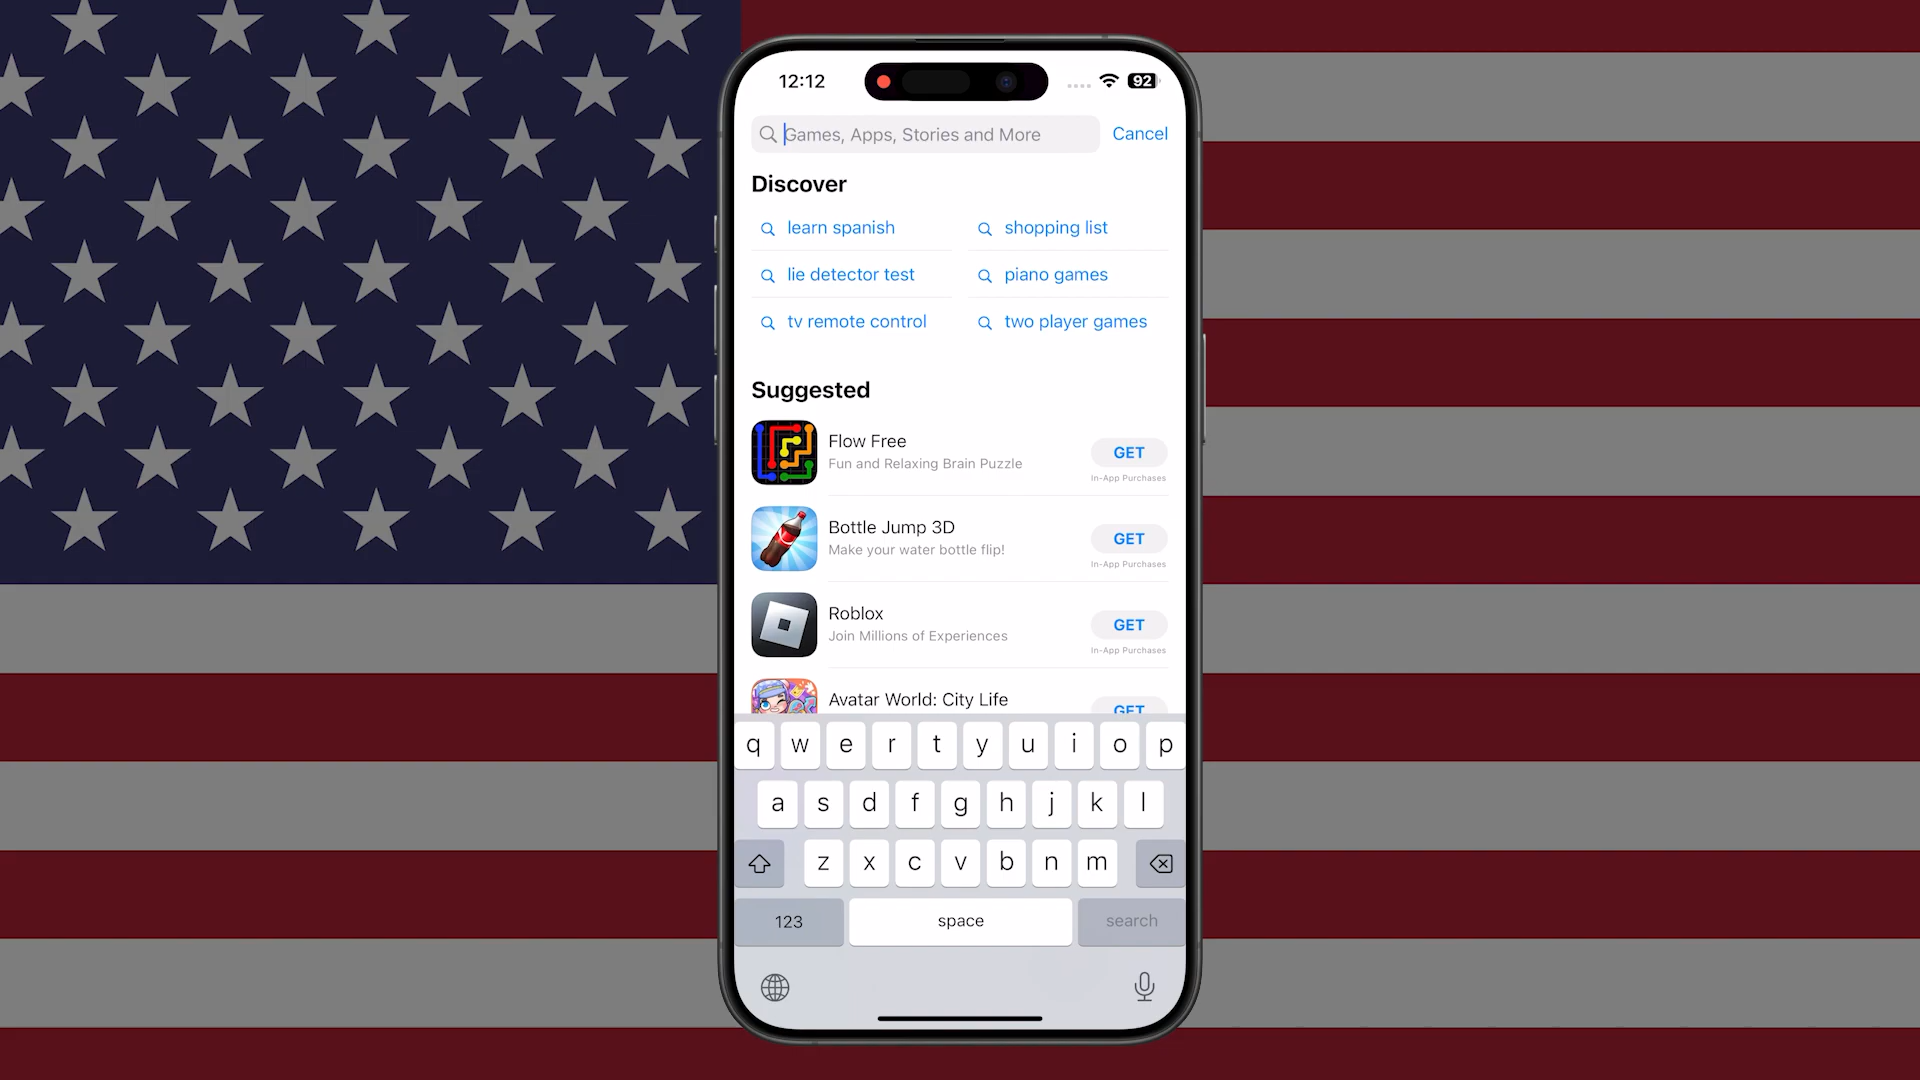 12:12
92
Games, Apps, Stories and More
Cancel
Discover
learn spanish
shopping list
lie detector test
piano games
tv remote control
two player games
Suggested
Flow Free
Fun and Relaxing Brain Puzzle
GET
In-App Purchases
Bottle Jump 3D
Make your water bottle flip!
GET
In-App Purchases
Roblox
Join Millions of Experiences
GET
In-App Purchases
Avatar World: City Life
GET
q w e r t y u i o p
a s d f g h j k l
z x c v b n m
123 space search